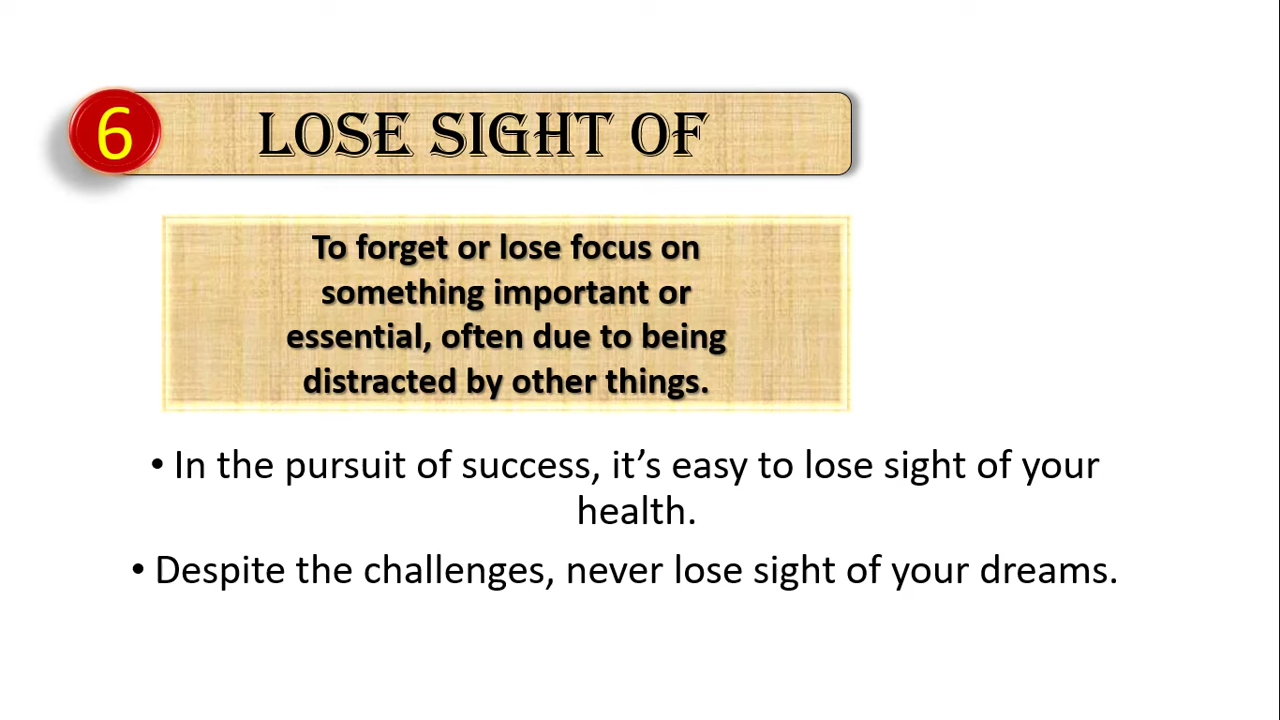 6
LOSE SIGHT OF
To forget or lose focus on
something important or
essential, often due to being
distracted by other things.
• In the pursuit of success, it’s easy to lose sight of your
health.
• Despite the challenges, never lose sight of your dreams.